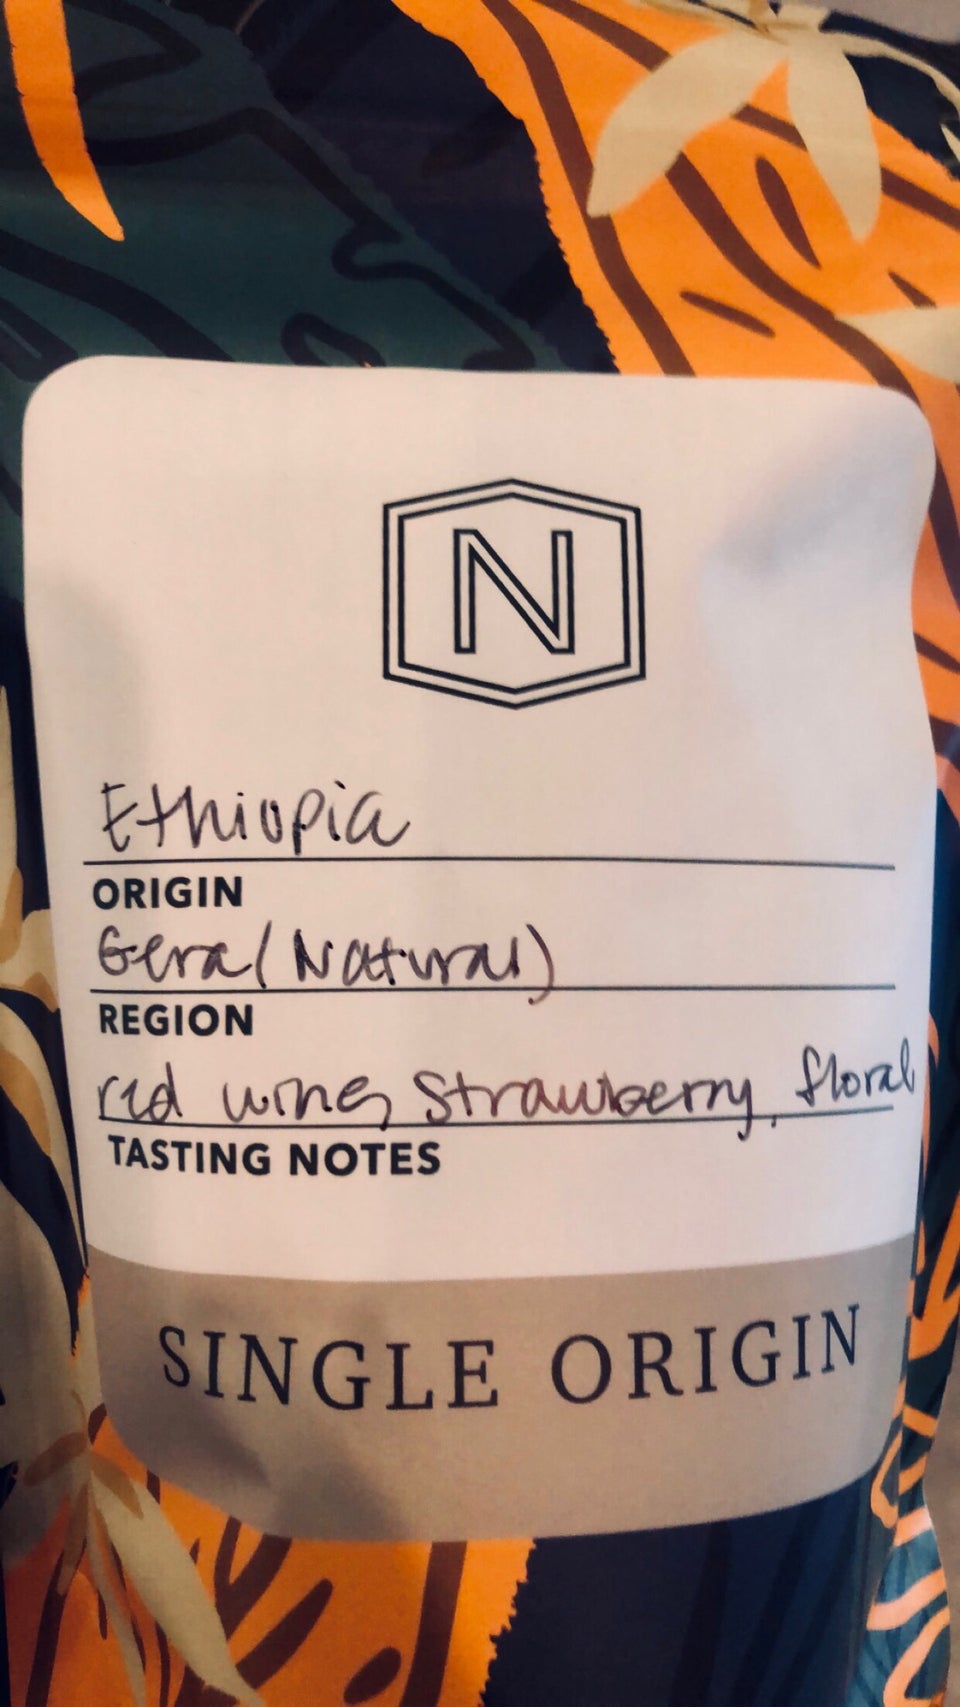 N
Ethiopia
ORIGIN
Gera (Natural)
REGION
red wine, strawberry, floral
TASTING NOTES
SINGLE ORIGIN